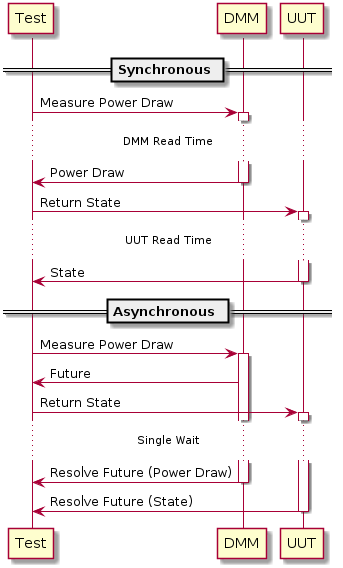 Test DMM UUT
Synchronous
Measure Power Draw
DMM Read Time
Power Draw
Return State
UUT Read Time
State
Asynchronous
Measure Power Draw
Future
Return State
Single Wait
Resolve Future (Power Draw)
Resolve Future (State)
Test DMM UUT